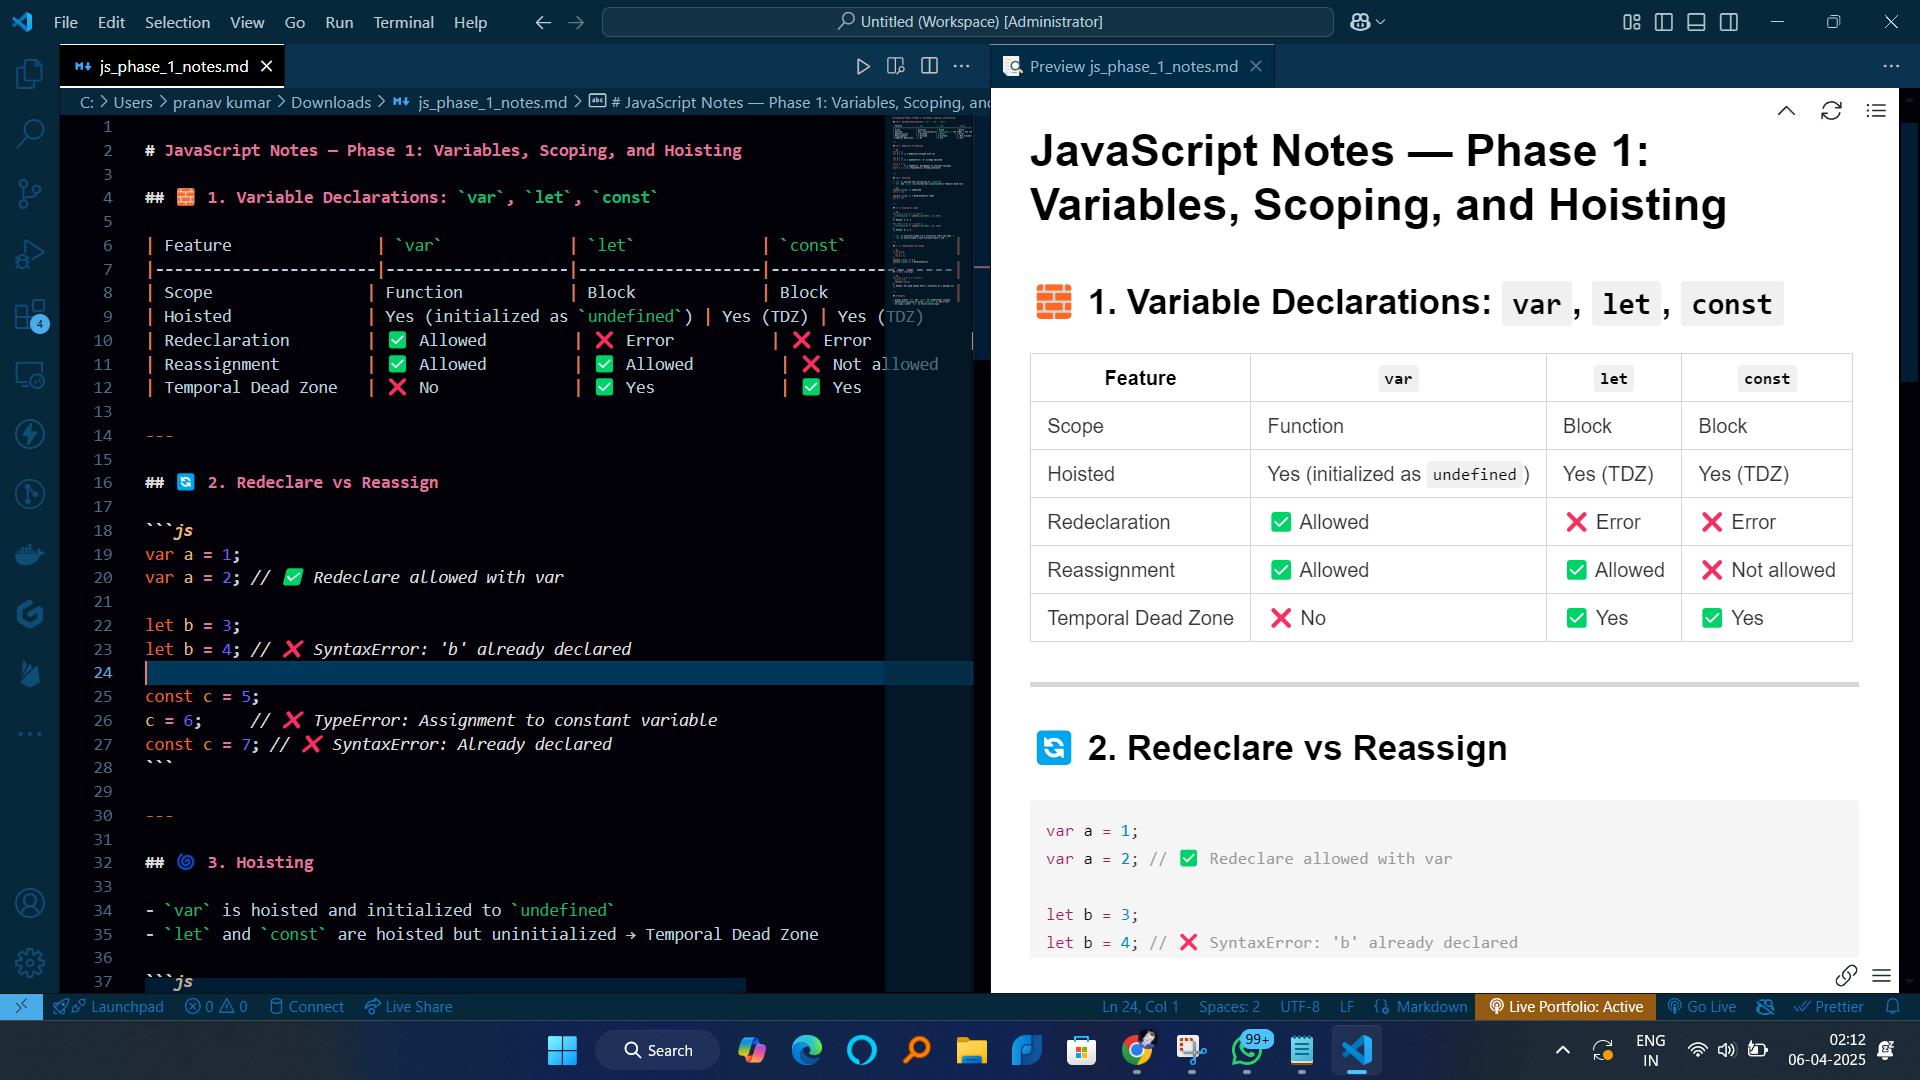 File Edit Selection View Go Run Terminal Help
Untitled (Workspace) [Administrator]
js_phase_1_notes.md
C: > Users > pranav kumar > Downloads > js_phase_1_notes.md > # JavaScript Notes — Phase 1: Variables, Scoping, and
1
2 # JavaScript Notes — Phase 1: Variables, Scoping, and Hoisting
3
4 ## 🧱 1. Variable Declarations: `var`, `let`, `const`
5
6 | Feature | `var` | `let` | `const` |
7 |-----------------------|-------------------|-------------------|-------------------|
8 | Scope | Function | Block | Block |
9 | Hoisted | Yes (initialized as `undefined`) | Yes (TDZ) | Yes (TDZ)
10 | Redeclaration | ✅ Allowed | ❌ Error | ❌ Error |
11 | Reassignment | ✅ Allowed | ✅ Allowed | ❌ Not allowed
12 | Temporal Dead Zone | ❌ No | ✅ Yes | ✅ Yes
13
14 ---
15
16 ## 🔄 2. Redeclare vs Reassign
17
18 ```js
19 var a = 1;
20 var a = 2; // ✅ Redeclare allowed with var
21
22 let b = 3;
23 let b = 4; // ❌ SyntaxError: 'b' already declared
24
25 const c = 5;
26 c = 6; // ❌ TypeError: Assignment to constant variable
27 const c = 7; // ❌ SyntaxError: Already declared
28 ```
29
30 ---
31
32 ## 🌀 3. Hoisting
33
34 - `var` is hoisted and initialized to `undefined`
35 - `let` and `const` are hoisted but uninitialized → Temporal Dead Zone
36
37 ```js
4
Preview js_phase_1_notes.md
JavaScript Notes — Phase 1:
Variables, Scoping, and Hoisting
🧱 1. Variable Declarations: var, let, const
Feature var let const
Scope Function Block Block
Hoisted Yes (initialized as undefined) Yes (TDZ) Yes (TDZ)
Redeclaration ✅ Allowed ❌ Error ❌ Error
Reassignment ✅ Allowed ✅ Allowed ❌ Not allowed
Temporal Dead Zone ❌ No ✅ Yes ✅ Yes
🔄 2. Redeclare vs Reassign
var a = 1;
var a = 2; // ✅ Redeclare allowed with var
let b = 3;
let b = 4; // ❌ SyntaxError: 'b' already declared
Launchpad 0 0 Connect Live Share Ln 24, Col 1 Spaces: 2 UTF-8 LF Markdown Live Portfolio: Active Go Live Prettier
Search 99+ ENG 02:12
IN 06-04-2025